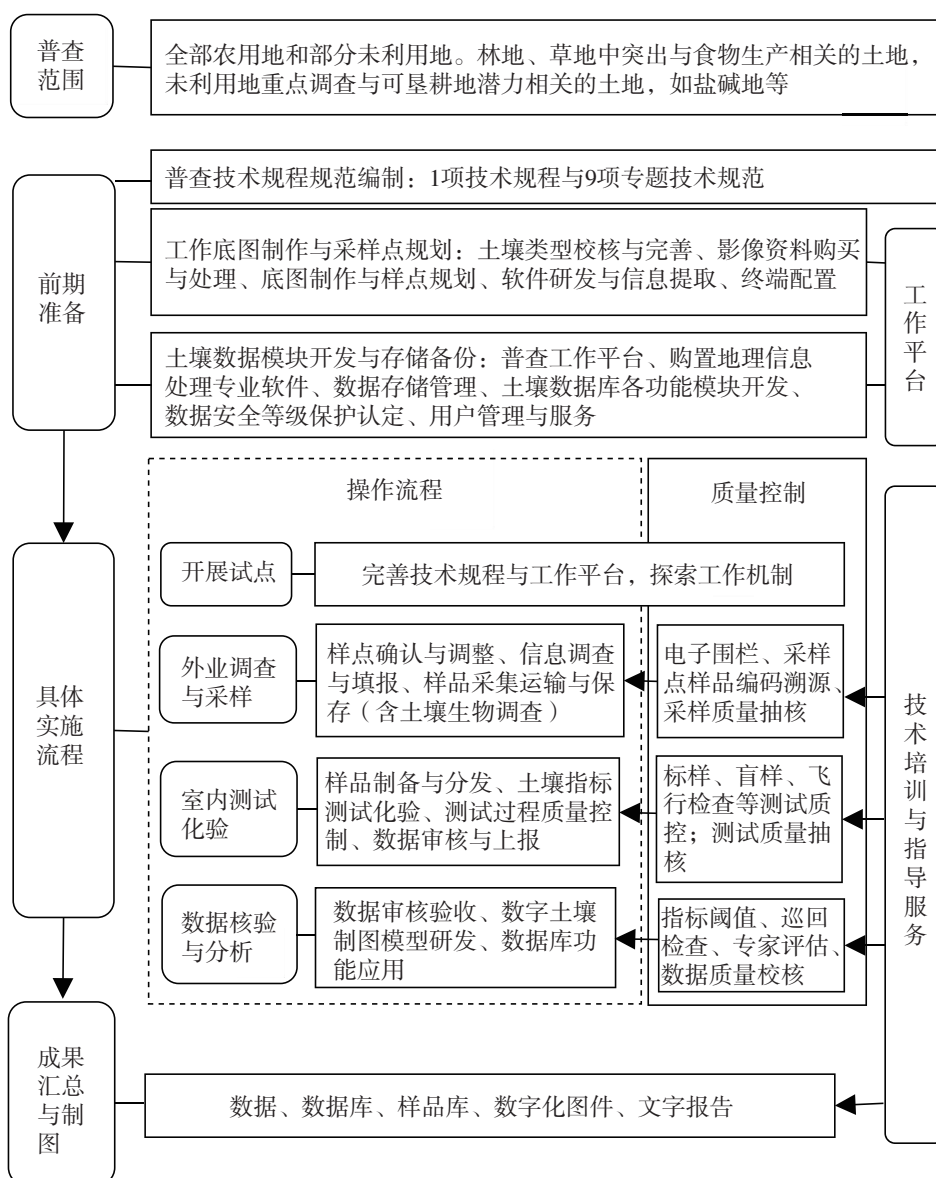 普查
范围
全部农用地和部分未利用地。林地、草地中突出与食物生产相关的土地，
未利用地重点调查与可垦耕地潜力相关的土地，如盐碱地等
前期
准备
普查技术规程规范编制：1项技术规程与9项专题技术规范
工作底图制作与采样点规划：土壤类型校核与完善、影像资料购买
与处理、底图制作与样点规划、软件研发与信息提取、终端配置
土壤数据模块开发与存储备份：普查工作平台、购置地理信息
处理专业软件、数据存储管理、土壤数据库各功能模块开发、
数据安全等级保护认定、用户管理与服务
工作平台
具体
实施
流程
操作流程
质量控制
开展试点
完善技术规程与工作平台，探索工作机制
外业调查
与采样
样点确认与调整、信息调查
与填报、样品采集运输与保
存（含土壤生物调查）
电子围栏、采样
点样品编码溯源、
采样质量抽核
室内测试
化验
样品制备与分发、土壤指标
测试化验、测试过程质量控
制、数据审核与上报
标样、盲样、飞
行检查等测试质
控；测试质量抽
核
数据核验
与分析
数据审核验收、数字土壤
制图模型研发、数据库功
能应用
指标阈值、巡回
检查、专家评估、
数据质量校核
技术培训与指导服务
成果
汇总
与制
图
数据、数据库、样品库、数字化图件、文字报告